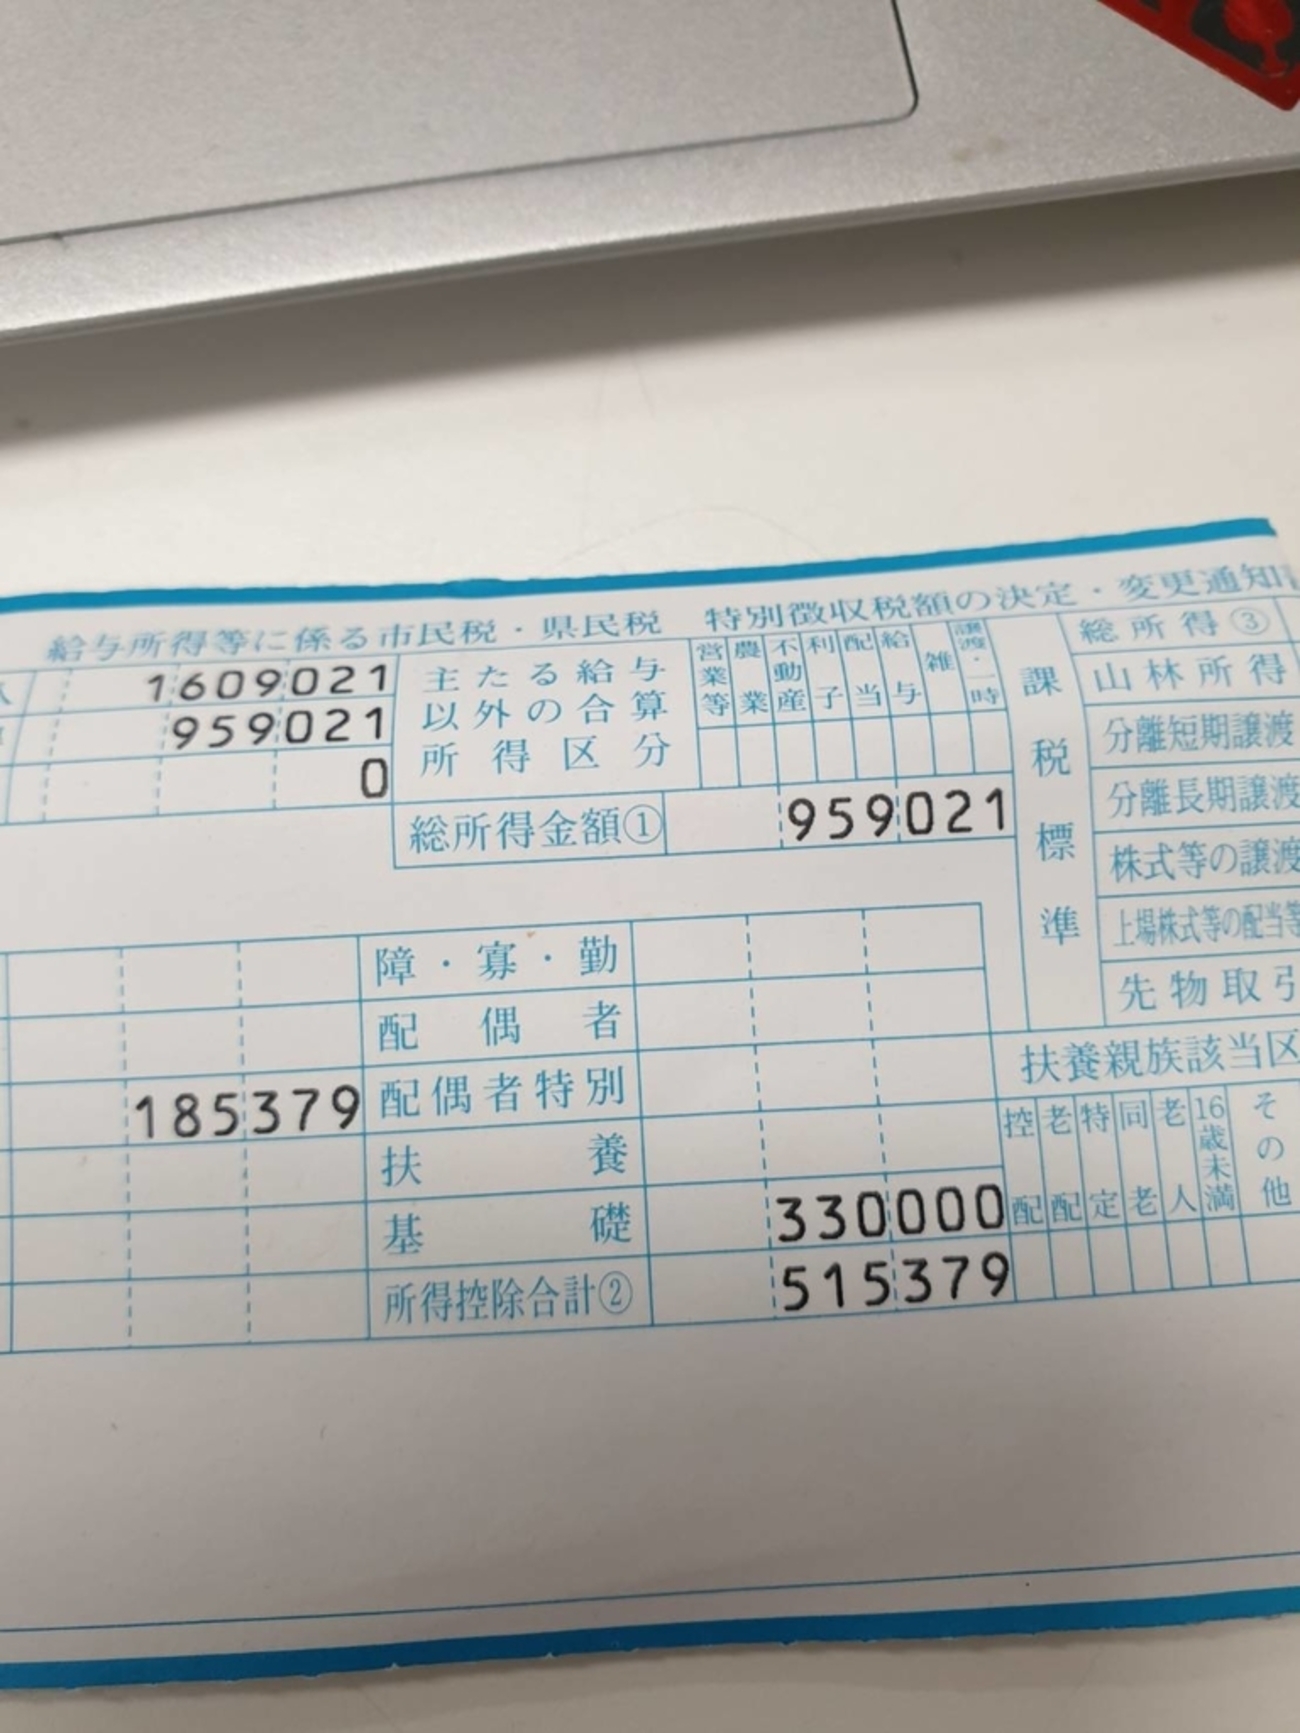 給与所得等に係る市民税・県民税 特別徴収税額の決定・変更通知
1609021
959021
0
主たる給与
以外の合算
所得区分
営業等
農業
不動産
利子
配当
給与
雑
譲渡・一時
総所得金額① 959021
課税標準
総所得③
山林所得
分離短期譲渡
分離長期譲渡
株式等の譲渡
上場株式等の配当等
先物取引
障・寡・勤
配偶者
185379 配偶者特別
扶養
基礎 330000
所得控除合計② 515379
扶養親族該当区
控配
老配
特定
同老
老人
16歳未満
その他